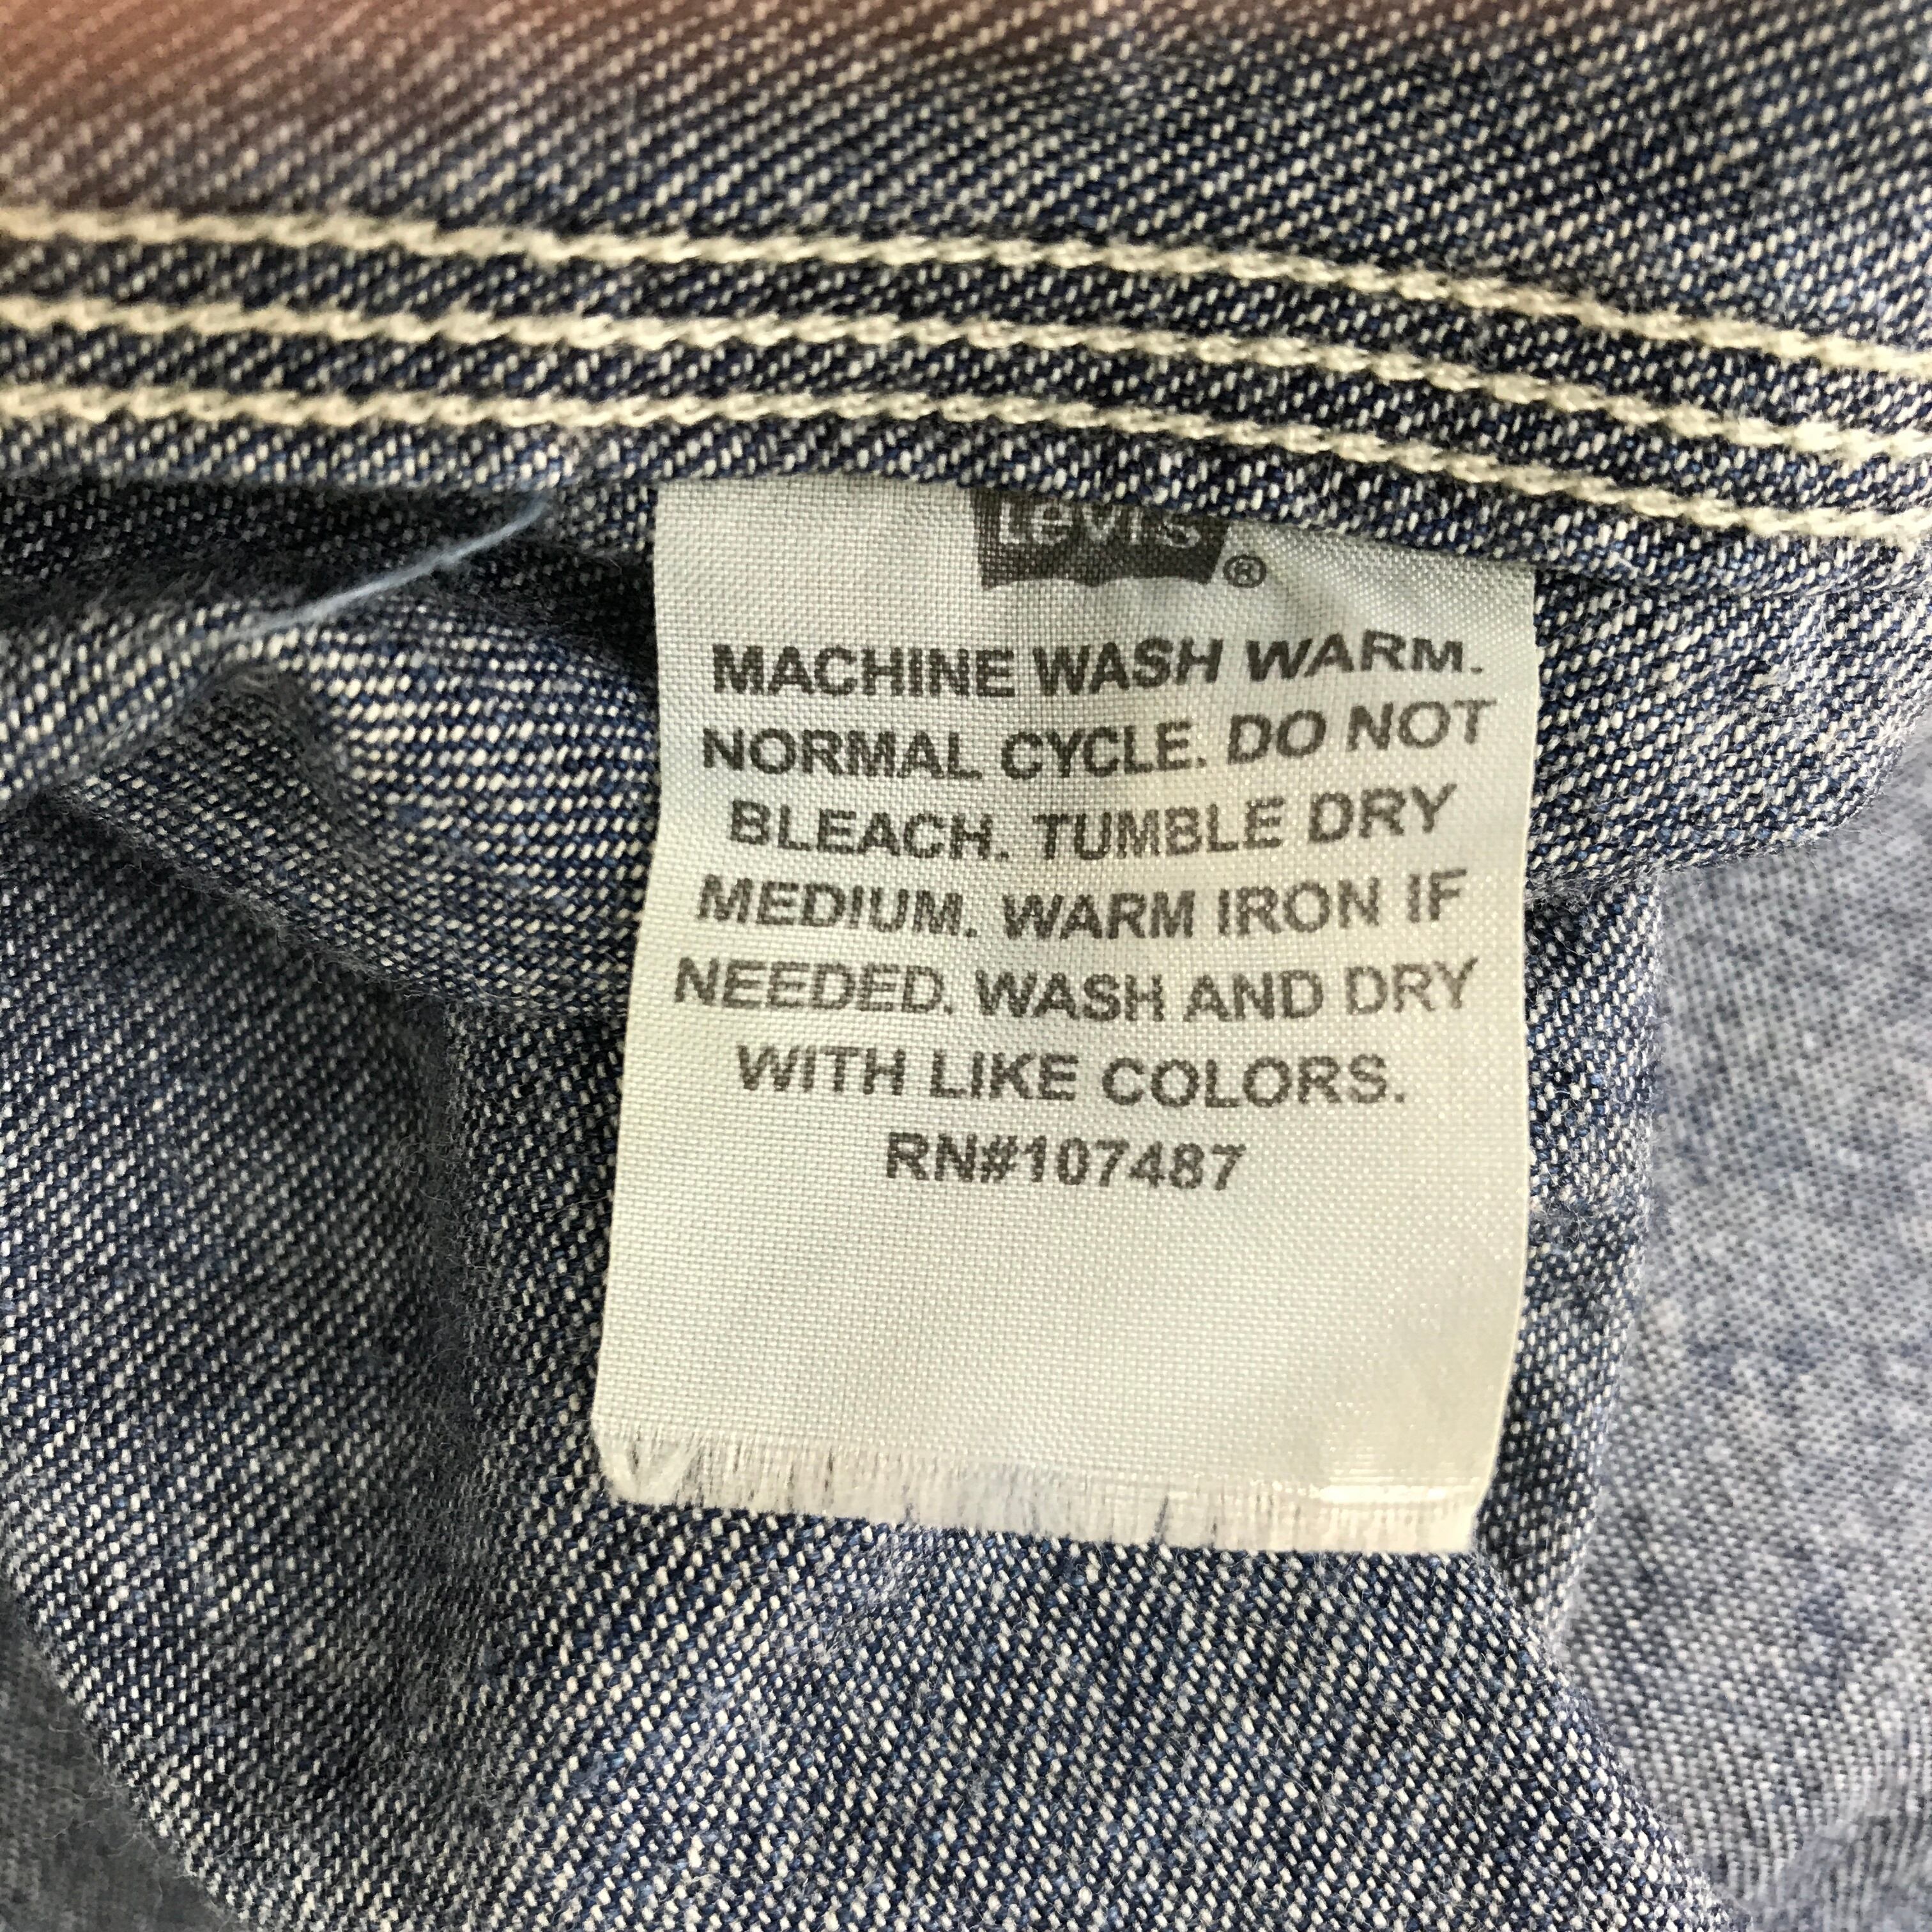 Levi's
®
MACHINE WASH WARM.
NORMAL CYCLE. DO NOT
BLEACH. TUMBLE DRY
MEDIUM. WARM IRON IF
NEEDED. WASH AND DRY
WITH LIKE COLORS.
RN#107487